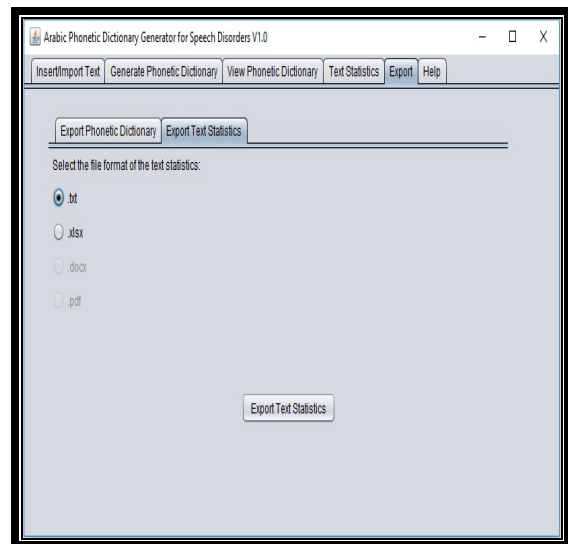 Arabic Phonetic Dictionary Generator for Speech Disorders V1.0
Insert/Import Text Generate Phonetic Dictionary View Phonetic Dictionary Text Statistics Export Help
Export Phonetic Dictionary Export Text Statistics
Select the file format of the text statistics:
.txt
.xlsx
.docx
.pdf
Export Text Statistics